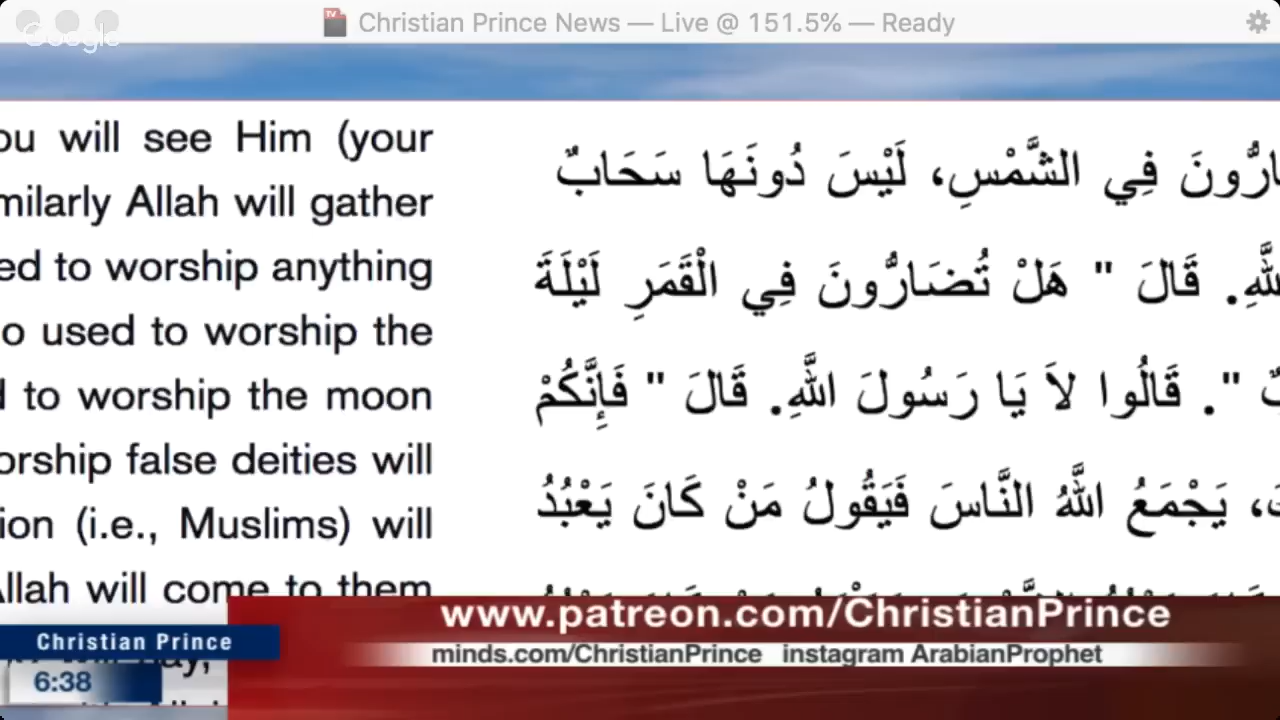 Google
TV
Christian Prince News — Live @ 151.5% — Ready
ou will see Him (your
milarly Allah will gather
ed to worship anything
o used to worship the
d to worship the moon
orship false deities will
ion (i.e., Muslims) will
Allah will come to them
ارُّونَ فِي الشَّمْسِ، لَيْسَ دُونَهَا سَحَابٌ
للَّهِ. قَالَ " هَلْ تُضَارُّونَ فِي الْقَمَرِ لَيْلَةَ
". قَالُوا لاَ يَا رَسُولَ اللَّهِ. قَالَ " فَإِنَّكُمْ
، يَجْمَعُ اللَّهُ النَّاسَ فَيَقُولُ مَنْ كَانَ يَعْبُدُ
www.patreon.com/ChristianPrince
minds.com/ChristianPrince instagram ArabianProphet
Christian Prince
6:38